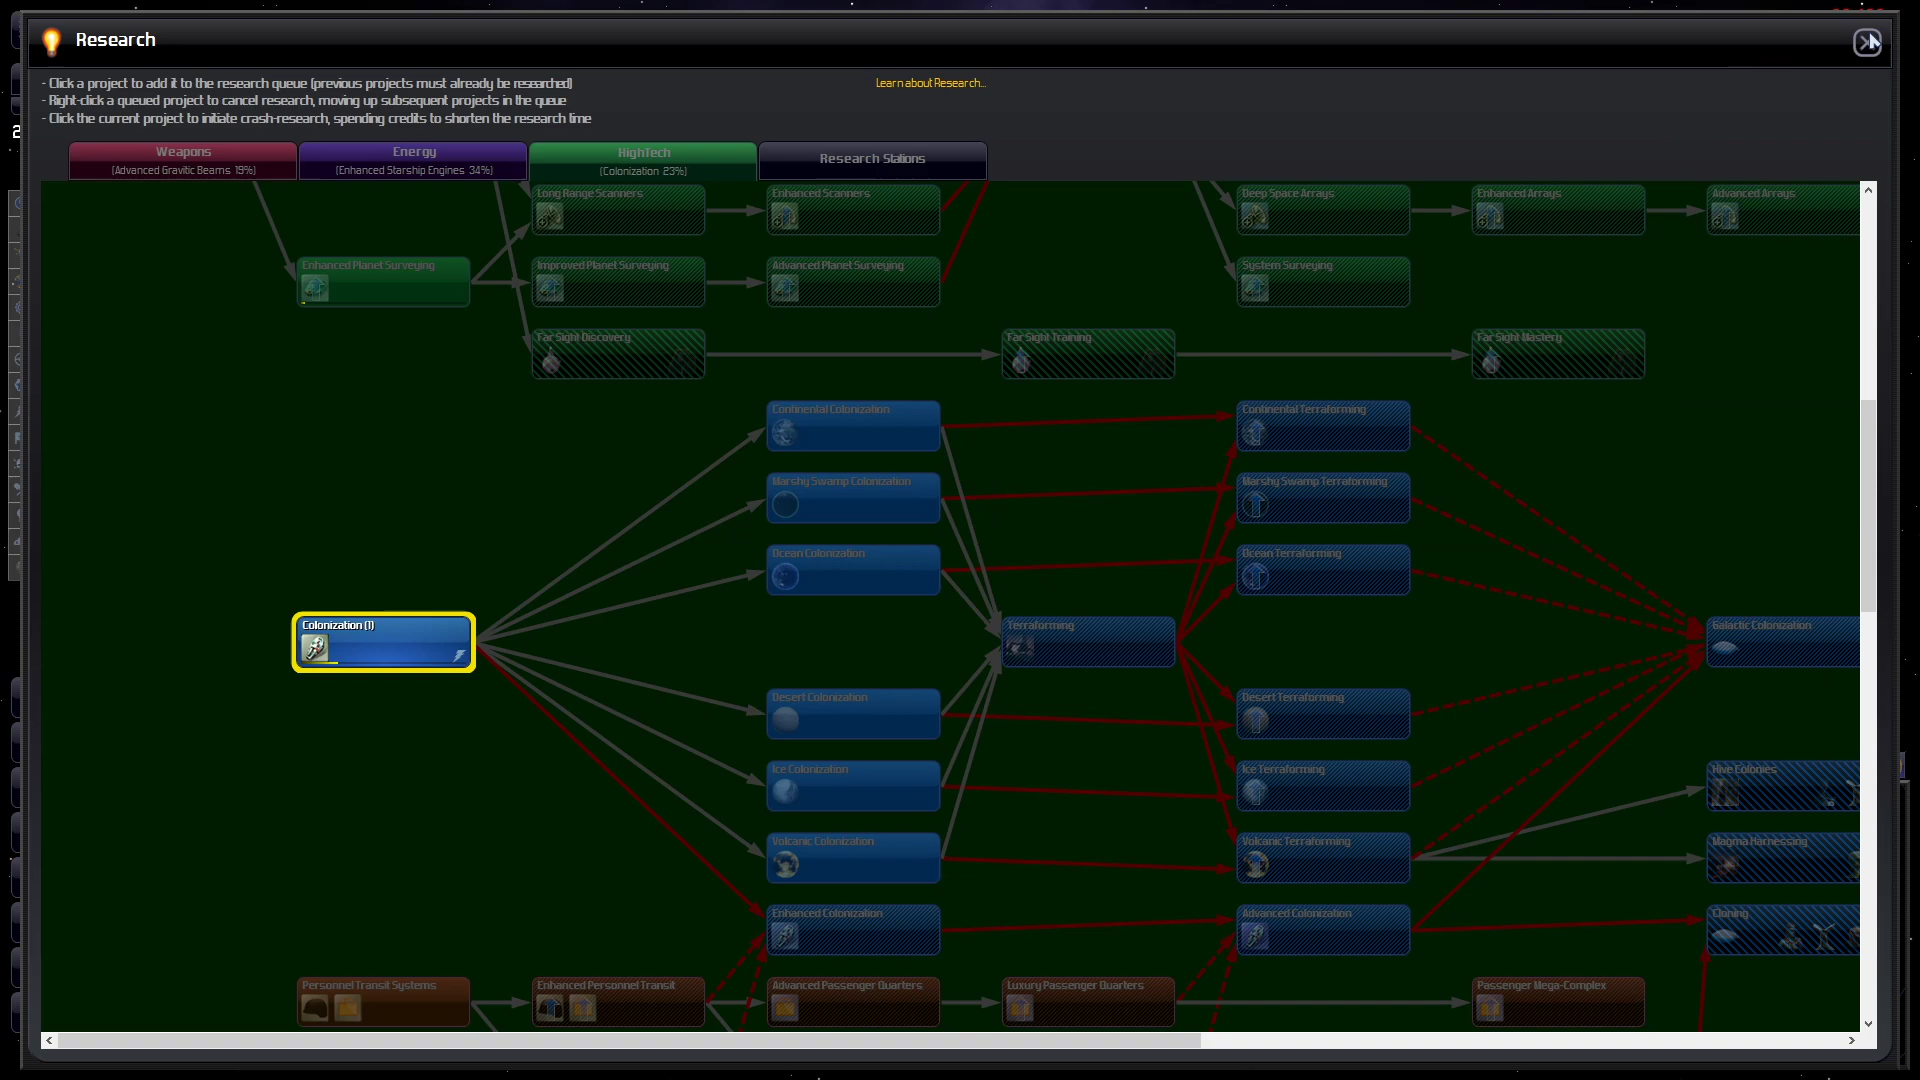 Research
- Click a project to add it to the research queue (previous projects must already be researched)
- Right-click a queued project to cancel research, moving up subsequent projects in the queue
- Click the current project to initiate crash-research, spending credits to shorten the research time
Learn about Research...
Weapons
(Advanced Gravitic Beams 19%)
Energy
(Enhanced Starship Engines 34%)
HighTech
(Colonization 23%)
Research Stations
Long Range Scanners
Enhanced Scanners
Deep Space Arrays
Enhanced Arrays
Advanced Arrays
Enhanced Planet Surveying
Improved Planet Surveying
Advanced Planet Surveying
System Surveying
Far Sight Discovery
Far Sight Training
Far Sight Mastery
Continental Colonization
Continental Terraforming
Marshy Swamp Colonization
Marshy Swamp Terraforming
Ocean Colonization
Ocean Terraforming
Colonization (1)
Terraforming
Galactic Colonization
Desert Colonization
Desert Terraforming
Ice Colonization
Ice Terraforming
Hive Colonies
Volcanic Colonization
Volcanic Terraforming
Magma Harnessing
Enhanced Colonization
Advanced Colonization
Cloning
Personnel Transit Systems
Enhanced Personnel Transit
Advanced Passenger Quarters
Luxury Passenger Quarters
Passenger Mega-Complex